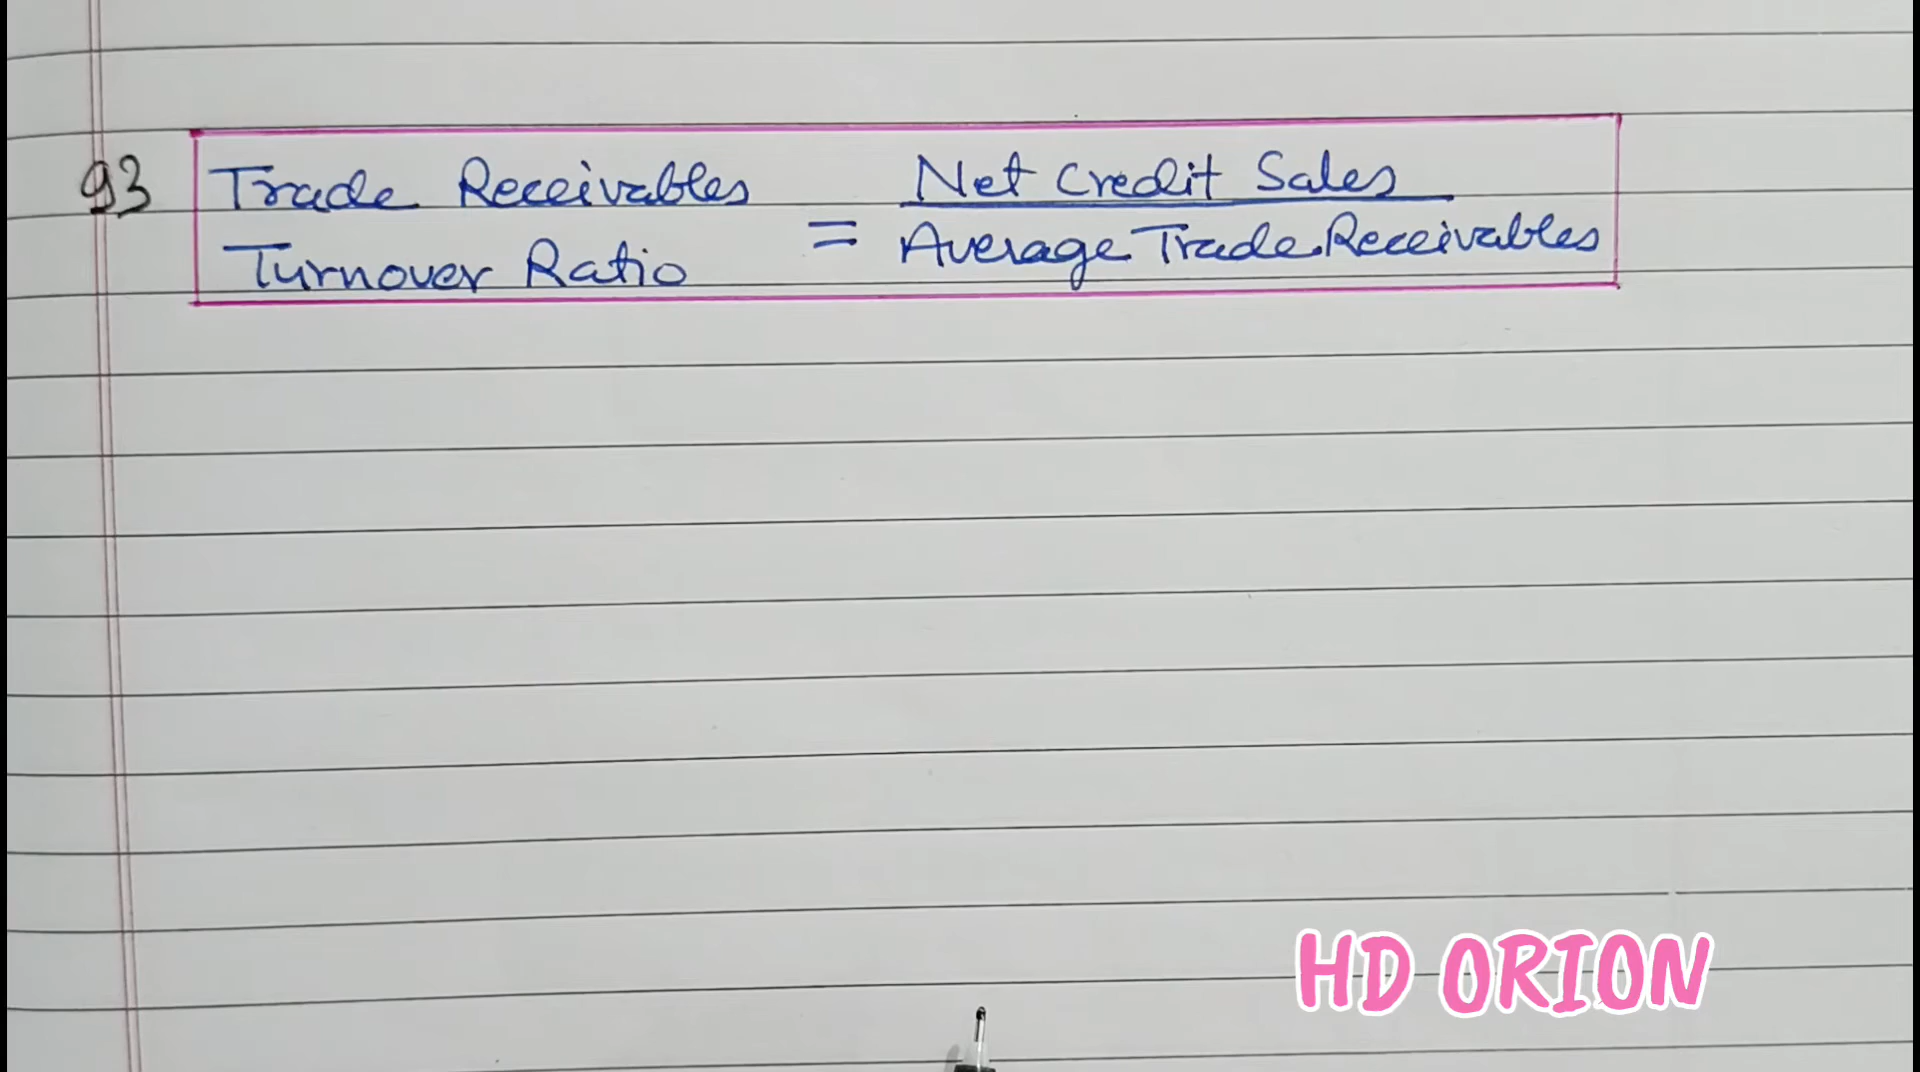 93
Trade Receivables
Turnover Ratio
=
Net Credit Sales
Average Trade Receivables
HD ORION